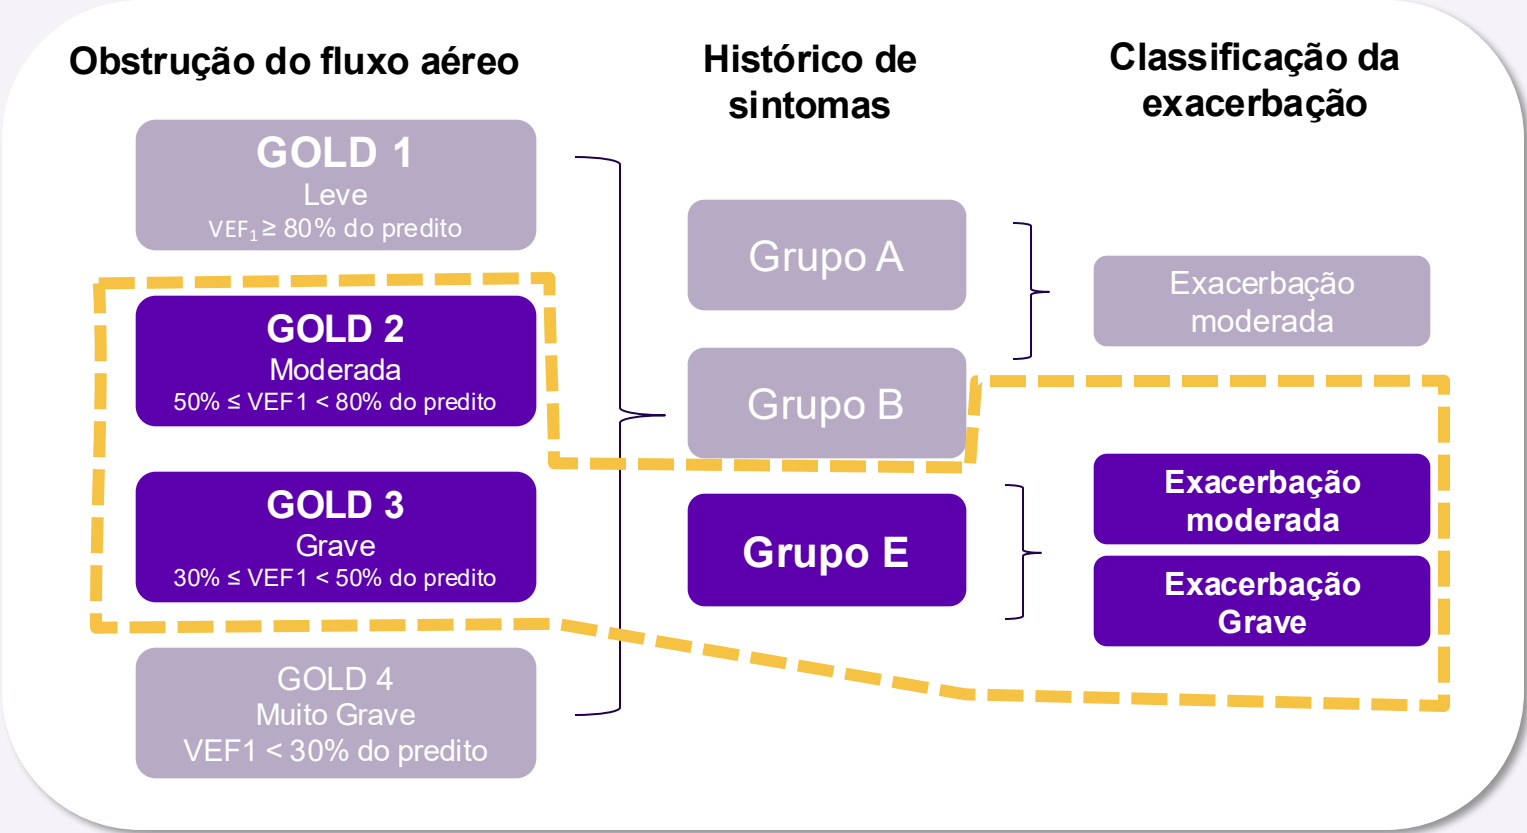 Obstrução do fluxo aéreo
GOLD 1
Leve
VEF₁ ≥ 80% do predito
GOLD 2
Moderada
50% ≤ VEF1 < 80% do predito
GOLD 3
Grave
30% ≤ VEF1 < 50% do predito
GOLD 4
Muito Grave
VEF1 < 30% do predito
Histórico de
sintomas
Grupo A
Grupo B
Grupo E
Classificação da
exacerbação
Exacerbação
moderada
Exacerbação
moderada
Exacerbação
Grave